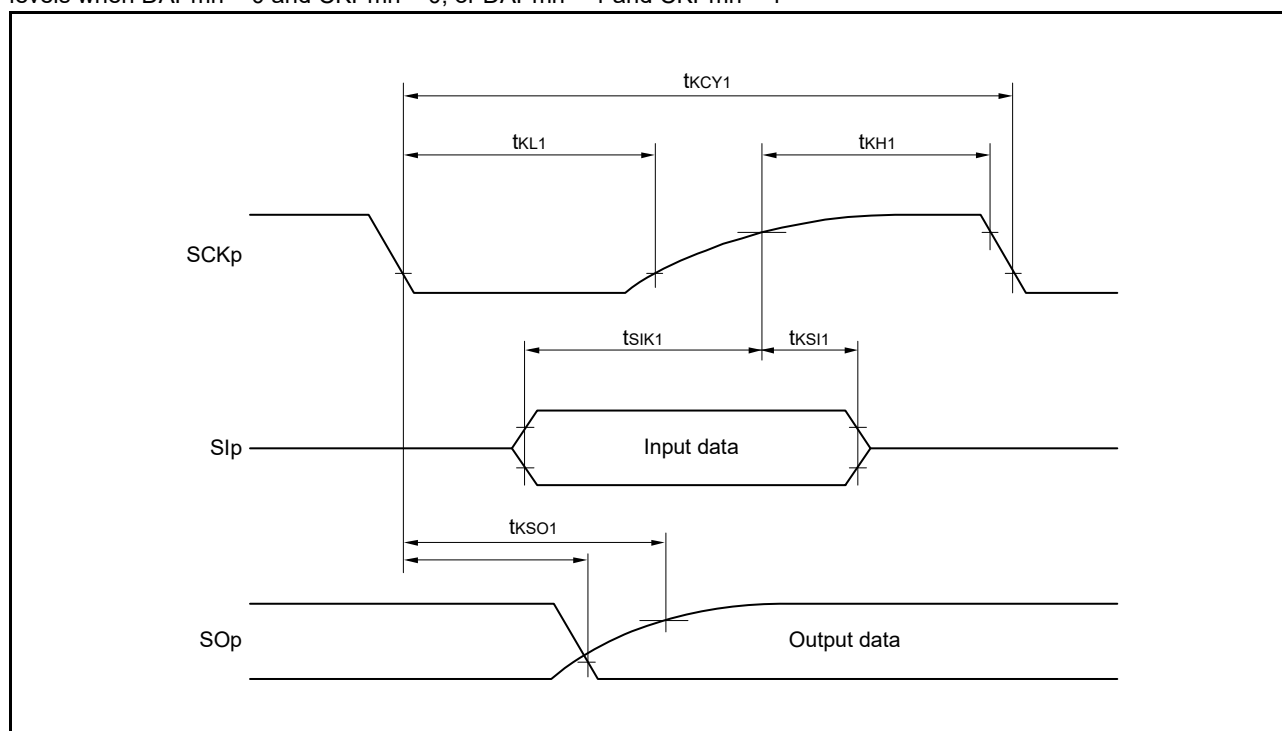 levels when DAPmn = 0 and CKPmn = 0, or DAPmn = 1 and CKPmn = 1
tKCY1
tKL1
tKH1
SCKp
tSIK1
tKSI1
SIp
Input data
tKSO1
SOp
Output data